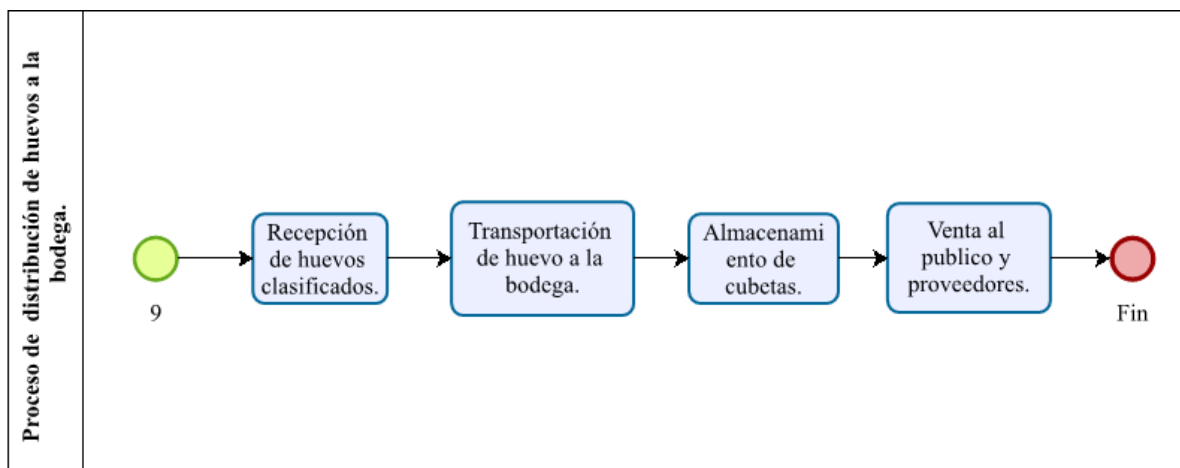 Proceso de distribución de huevos a la
bodega.
9
Recepción
de huevos
clasificados.
Transportación
de huevo a la
bodega.
Almacenami
ento de
cubetas.
Venta al
publico y
proveedores.
Fin